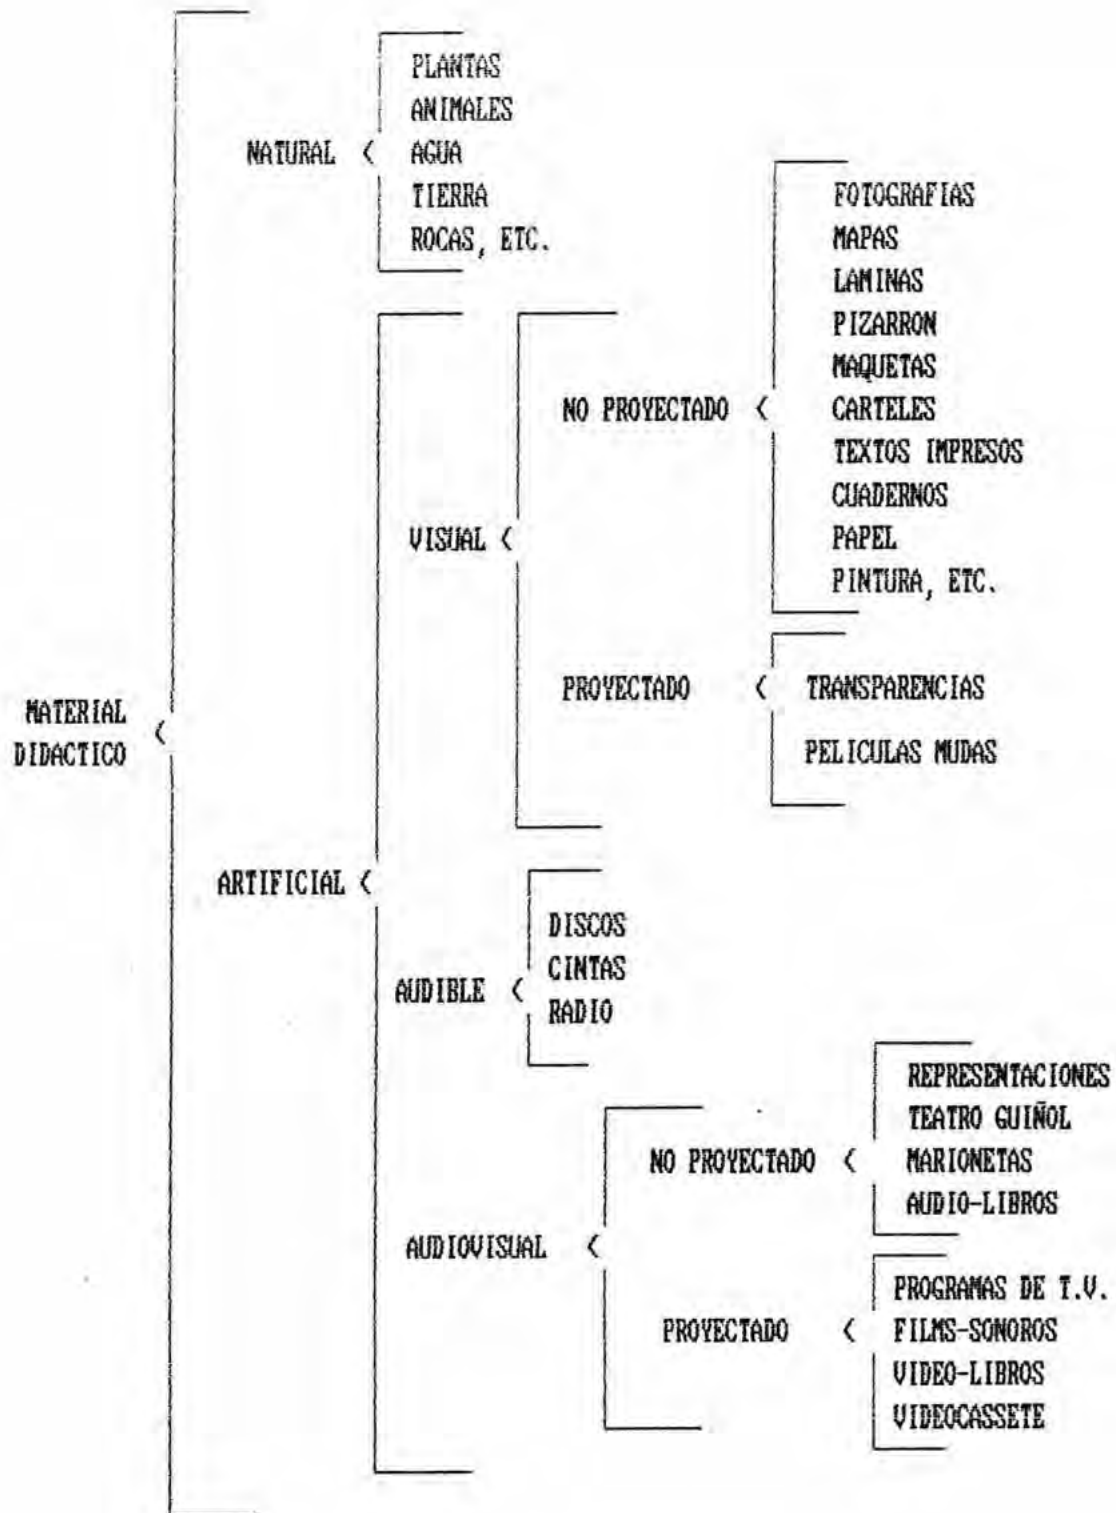 PLANTAS
ANIMALES
NATURAL < AGUA
TIERRA
ROCAS, ETC.
FOTOGRAFIAS
MAPAS
LAMINAS
PIZARRON
MAQUETAS
NO PROYECTADO < CARTELES
TEXTOS IMPRESOS
CUADERNOS
VISUAL < PAPEL
PINTURA, ETC.
PROYECTADO < TRANSPARENCIAS
PELICULAS MUDAS
MATERIAL
DIDACTICO <
ARTIFICIAL <
DISCOS
CINTAS
AUDIBLE <
RADIO
REPRESENTACIONES
TEATRO GUIÑOL
NO PROYECTADO < MARIONETAS
AUDIO-LIBROS
AUDIOVISUAL <
PROGRAMAS DE T.V.
PROYECTADO < FILMS-SONOROS
VIDEO-LIBROS
VIDEOCASSETE